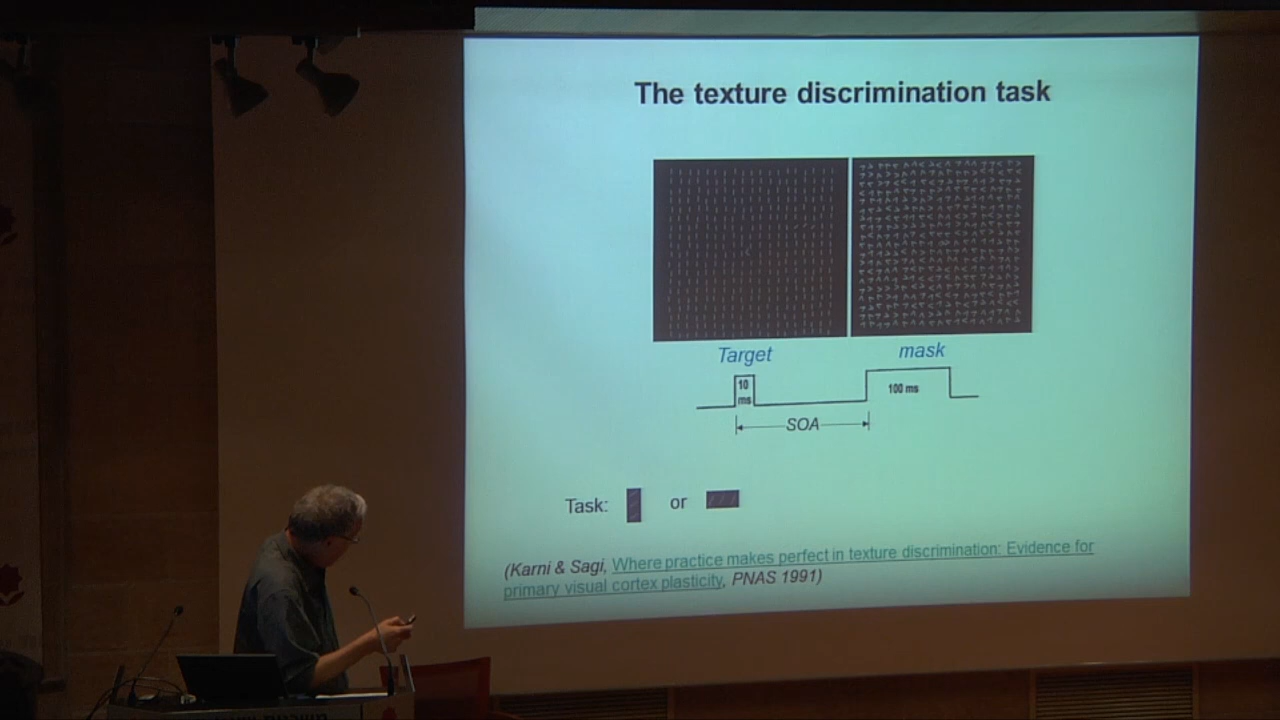 The texture discrimination task
Target
mask
10
ms
100 ms
SOA
Task:
or
(Karni & Sagi, Where practice makes perfect in texture discrimination: Evidence for
primary visual cortex plasticity, PNAS 1991)